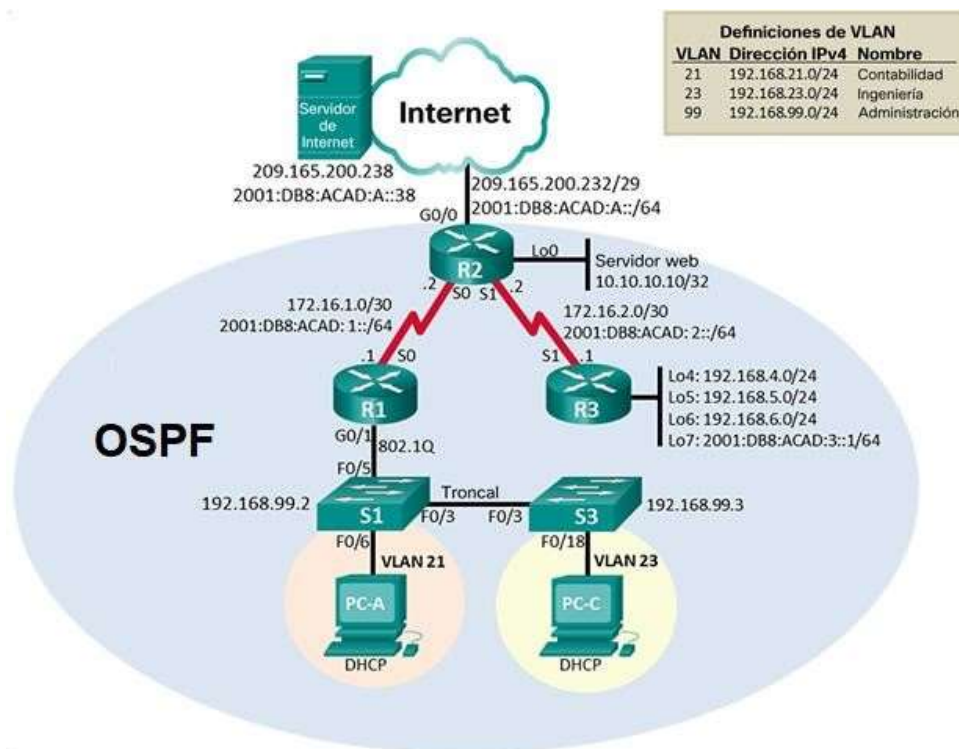 Definiciones de VLAN
VLAN Dirección IPv4 Nombre
21 192.168.21.0/24 Contabilidad
23 192.168.23.0/24 Ingeniería
99 192.168.99.0/24 Administración
Servidor
de
Internet
Internet
209.165.200.238
2001:DB8:ACAD:A::38
209.165.200.232/29
2001:DB8:ACAD:A::/64
G0/0
R2
Lo0
Servidor web
10.10.10.10/32
.2 S0 S1 .2
172.16.1.0/30
2001:DB8:ACAD: 1::/64
172.16.2.0/30
2001:DB8:ACAD: 2::/64
.1 S0
S1 .1
R1
R3
Lo4: 192.168.4.0/24
Lo5: 192.168.5.0/24
Lo6: 192.168.6.0/24
Lo7: 2001:DB8:ACAD:3::1/64
OSPF
G0/1
802.1Q
F0/5
Troncal
192.168.99.2
S1
F0/3 F0/3
S3
192.168.99.3
F0/6
VLAN 21
F0/18
VLAN 23
PC-A
PC-C
DHCP
DHCP